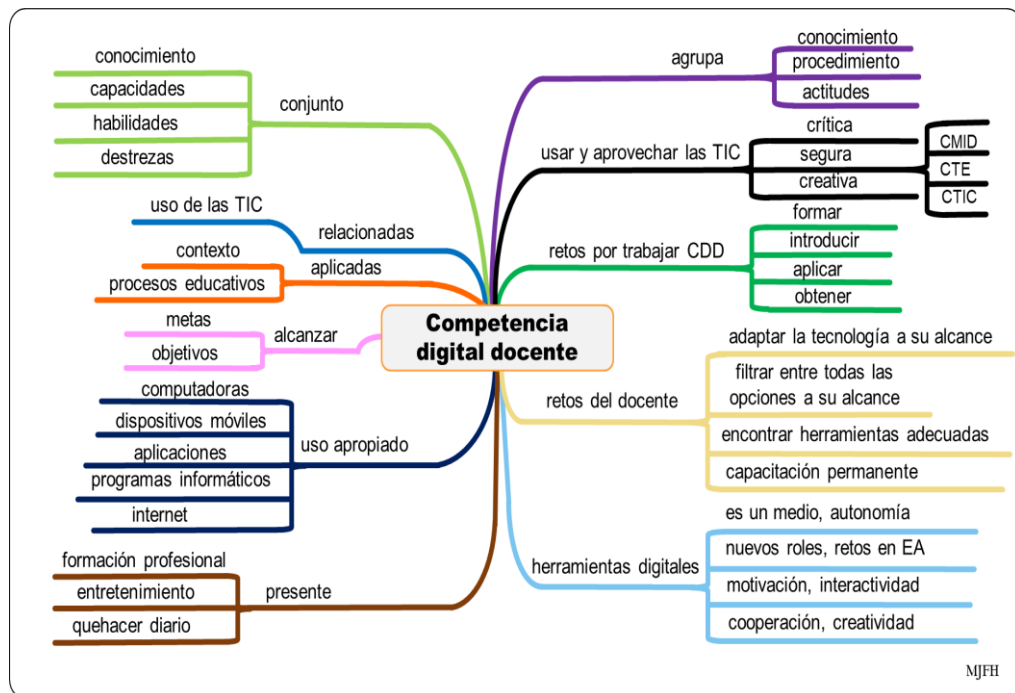 Competencia
digital docente
conjunto
conocimiento
capacidades
habilidades
destrezas
relacionadas
uso de las TIC
aplicadas
contexto
procesos educativos
alcanzar
metas
objetivos
uso apropiado
computadoras
dispositivos móviles
aplicaciones
programas informáticos
internet
presente
formación profesional
entretenimiento
quehacer diario
agrupa
conocimiento
procedimiento
actitudes
usar y aprovechar las TIC
crítica
segura
creativa
CMID
CTE
CTIC
retos por trabajar CDD
formar
introducir
aplicar
obtener
retos del docente
adaptar la tecnología a su alcance
filtrar entre todas las
opciones a su alcance
encontrar herramientas adecuadas
capacitación permanente
herramientas digitales
es un medio, autonomía
nuevos roles, retos en EA
motivación, interactividad
cooperación, creatividad
MJFH